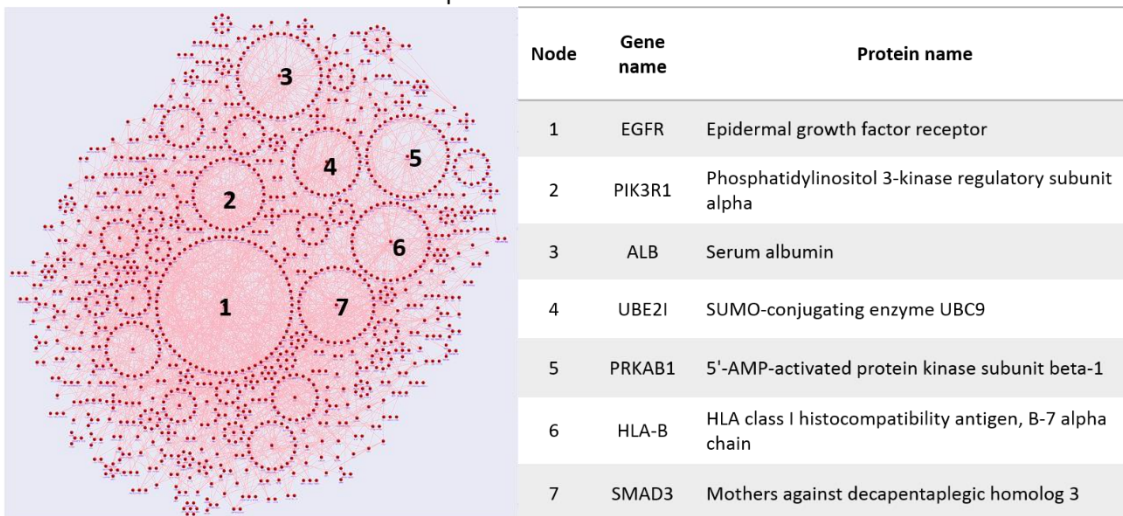 3
5
4
2
6
1
7
Node Gene name Protein name
1 EGFR Epidermal growth factor receptor
2 PIK3R1 Phosphatidylinositol 3-kinase regulatory subunit
alpha
3 ALB Serum albumin
4 UBE2I SUMO-conjugating enzyme UBC9
5 PRKAB1 5'-AMP-activated protein kinase subunit beta-1
6 HLA-B HLA class I histocompatibility antigen, B-7 alpha
chain
7 SMAD3 Mothers against decapentaplegic homolog 3